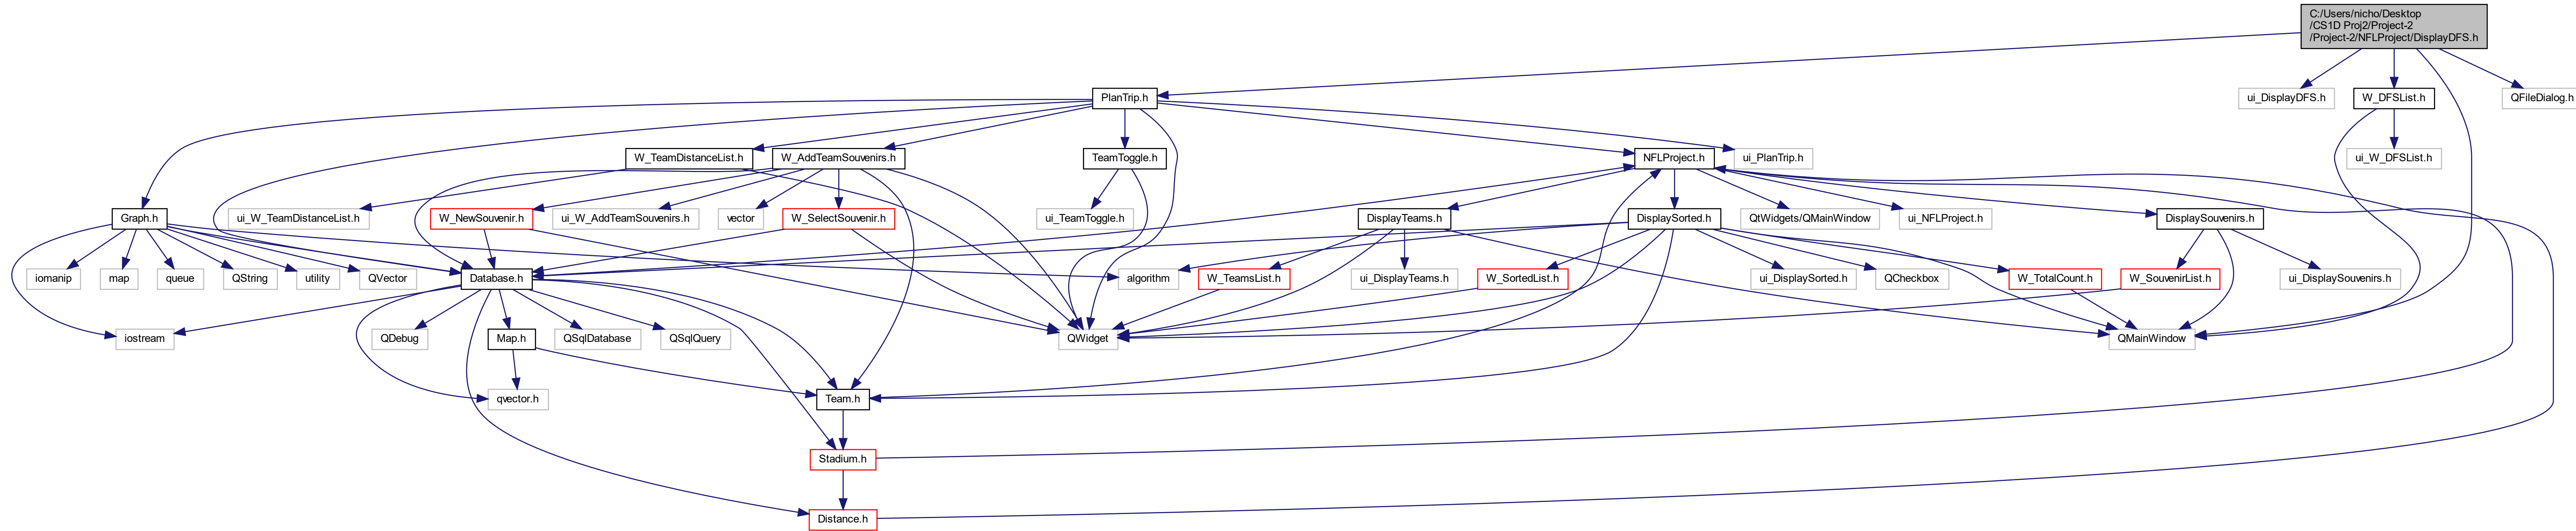 C:/Users/nicho/Desktop
/CS1D Proj2/Project-2
/Project-2/NFLProject/DisplayDFS.h
PlanTrip.h
ui_DisplayDFS.h
W_DFSList.h
QFileDialog.h
W_TeamDistanceList.h
W_AddTeamSouvenirs.h
TeamToggle.h
NFLProject.h
ui_PlanTrip.h
ui_W_DFSList.h
Graph.h
ui_W_TeamDistanceList.h
W_NewSouvenir.h
ui_W_AddTeamSouvenirs.h
vector
W_SelectSouvenir.h
ui_TeamToggle.h
DisplayTeams.h
DisplaySorted.h
QtWidgets/QMainWindow
ui_NFLProject.h
DisplaySouvenirs.h
iomanip
map
queue
QString
utility
QVector
Database.h
algorithm
W_TeamsList.h
ui_DisplayTeams.h
W_SortedList.h
ui_DisplaySorted.h
QCheckbox
W_TotalCount.h
W_SouvenirList.h
ui_DisplaySouvenirs.h
iostream
QDebug
Map.h
QSqlDatabase
QSqlQuery
QWidget
QMainWindow
qvector.h
Team.h
Stadium.h
Distance.h